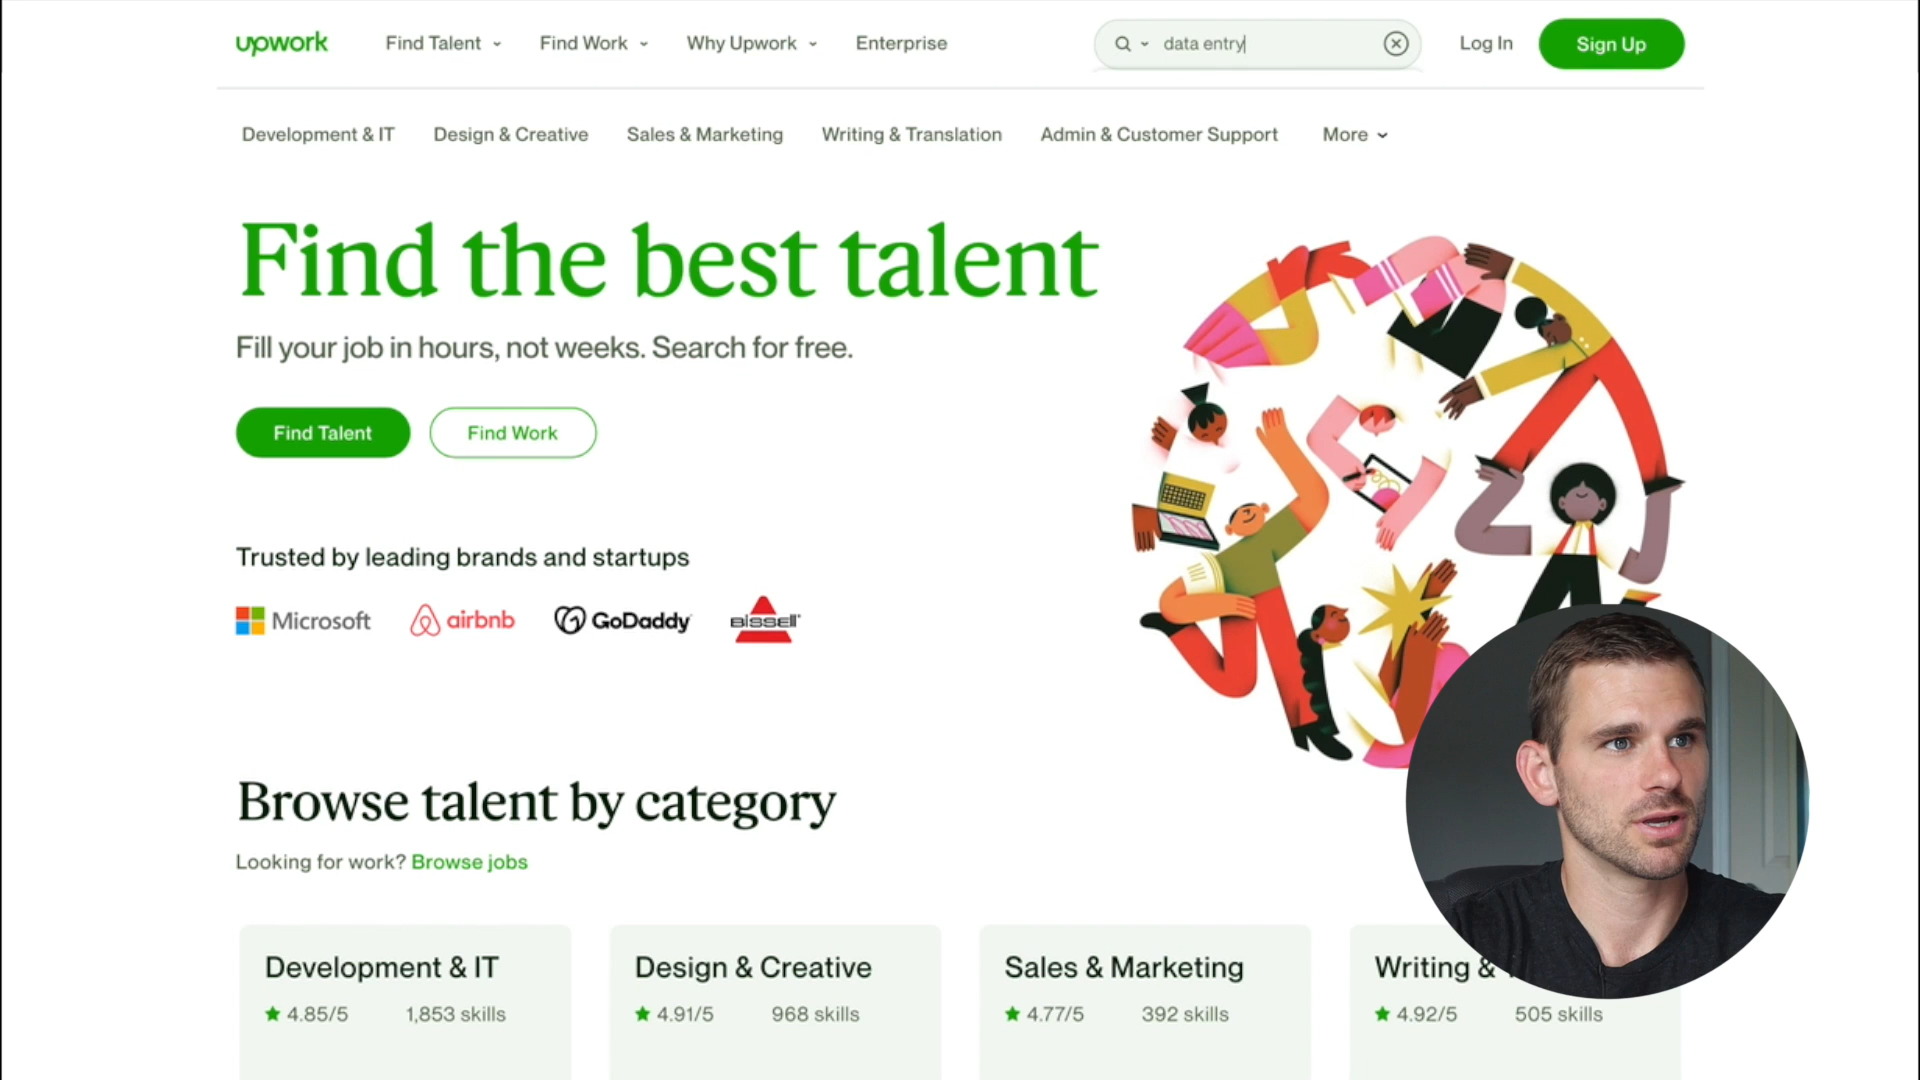 upwork Find Talent Find Work Why Upwork Enterprise data entry Log In Sign Up
Development & IT Design & Creative Sales & Marketing Writing & Translation Admin & Customer Support More
Find the best talent
Fill your job in hours, not weeks. Search for free.
Find Talent Find Work
Trusted by leading brands and startups
Microsoft airbnb GoDaddy BISSELL
Browse talent by category
Looking for work? Browse jobs
Development & IT Design & Creative Sales & Marketing Writing &
4.85/5 1,853 skills 4.91/5 968 skills 4.77/5 392 skills 4.92/5 505 skills